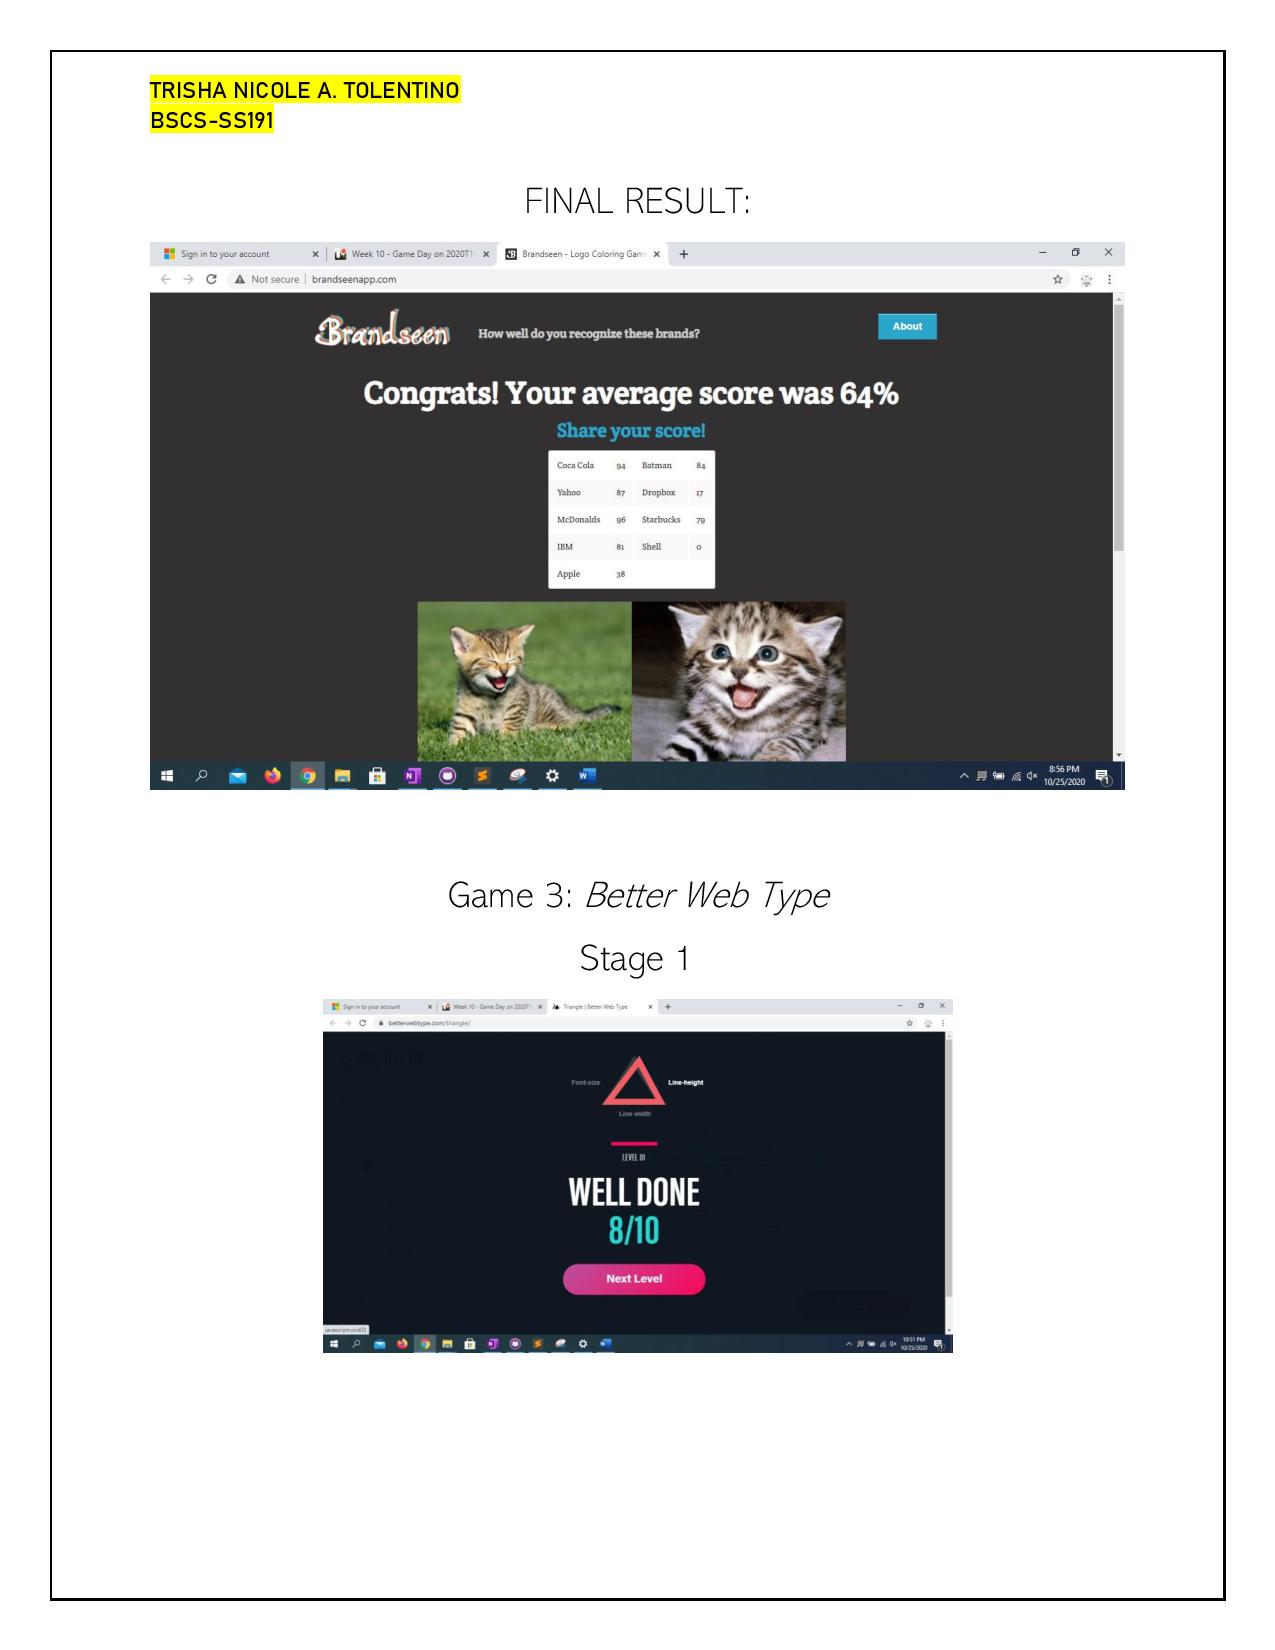 TRISHA NICOLE A. TOLENTINO
BSCS-SS191
FINAL RESULT:
Sign in to your account
Week 10 - Game Day on 2020T1
Brandseen - Logo Coloring Gam
Not secure | brandseenapp.com
Brandseen
How well do you recognize these brands?
About
Congrats! Your average score was 64%
Share your score!
Coca Cola 94 Batman 84
Yahoo 87 Dropbox 17
McDonalds 96 Starbucks 79
IBM 81 Shell 0
Apple 38
8:56 PM
10/25/2020
Game 3: Better Web Type
Stage 1
Sign in to your account
Week 10 - Game Day on 2020T1
Triangle | Better Web Type
betterwebtype.com/triangle/
Font-size
Line-height
Line width
LEVEL 01
WELL DONE
8/10
Next Level
javascript:void(0)
10:51 PM
10/25/2020